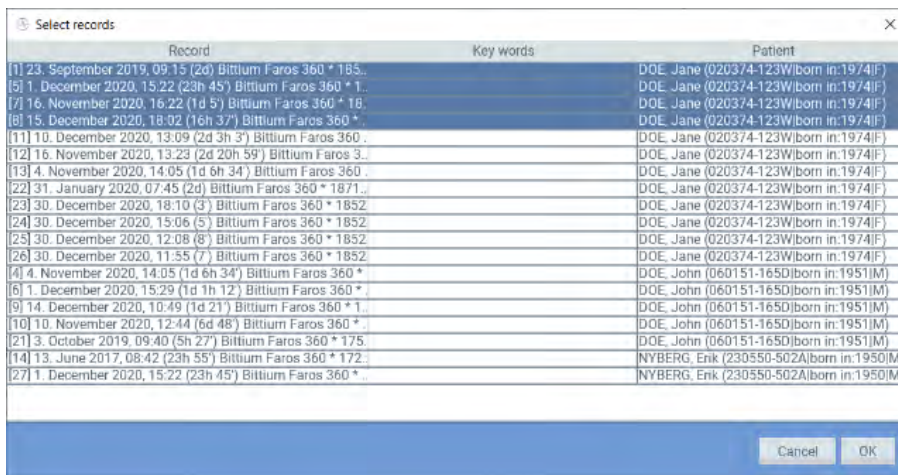 Select records
Record Key words Patient
[1] 23. September 2019, 09:15 (2d) Bittium Faros 360 * 185.. DOE, Jane (020374-123W|born in:1974|F)
[5] 1. December 2020, 15:22 (23h 45') Bittium Faros 360 * 1.. DOE, Jane (020374-123W|born in:1974|F)
[7] 16. November 2020, 16:22 (1d 5') Bittium Faros 360 * 18. DOE, Jane (020374-123W|born in:1974|F)
[8] 15. December 2020, 18:02 (16h 37') Bittium Faros 360 * . DOE, Jane (020374-123W|born in:1974|F)
[11] 10. December 2020, 13:09 (2d 3h 3') Bittium Faros 360 . DOE, Jane (020374-123W|born in:1974|F)
[12] 16. November 2020, 13:23 (2d 20h 59') Bittium Faros 3.. DOE, Jane (020374-123W|born in:1974|F)
[13] 4. November 2020, 14:05 (1d 6h 34') Bittium Faros 360 . DOE, Jane (020374-123W|born in:1974|F)
[22] 31. January 2020, 07:45 (2d) Bittium Faros 360 * 1871.. DOE, Jane (020374-123W|born in:1974|F)
[23] 30. December 2020, 18:10 (3') Bittium Faros 360 * 1852 DOE, Jane (020374-123W|born in:1974|F)
[24] 30. December 2020, 15:06 (5') Bittium Faros 360 * 1852 DOE, Jane (020374-123W|born in:1974|F)
[25] 30. December 2020, 12:08 (8') Bittium Faros 360 * 1852 DOE, Jane (020374-123W|born in:1974|F)
[26] 30. December 2020, 11:55 (7') Bittium Faros 360 * 1852 DOE, Jane (020374-123W|born in:1974|F)
[4] 4. November 2020, 14:05 (1d 6h 34') Bittium Faros 360 * DOE, John (060151-165D|born in:1951|M)
[6] 1. December 2020, 15:29 (1d 1h 12') Bittium Faros 360 * . DOE, John (060151-165D|born in:1951|M)
[9] 14. December 2020, 10:49 (1d 21') Bittium Faros 360 * 1.. DOE, John (060151-165D|born in:1951|M)
[10] 10. November 2020, 12:44 (6d 48') Bittium Faros 360 * . DOE, John (060151-165D|born in:1951|M)
[21] 3. October 2019, 09:40 (5h 27') Bittium Faros 360 * 175. DOE, John (060151-165D|born in:1951|M)
[14] 13. June 2017, 08:42 (23h 55') Bittium Faros 360 * 172. NYBERG, Erik (230550-502A|born in:1950|M
[27] 1. December 2020, 15:22 (23h 45') Bittium Faros 360 * .. NYBERG, Erik (230550-502A|born in:1950|M
Cancel OK